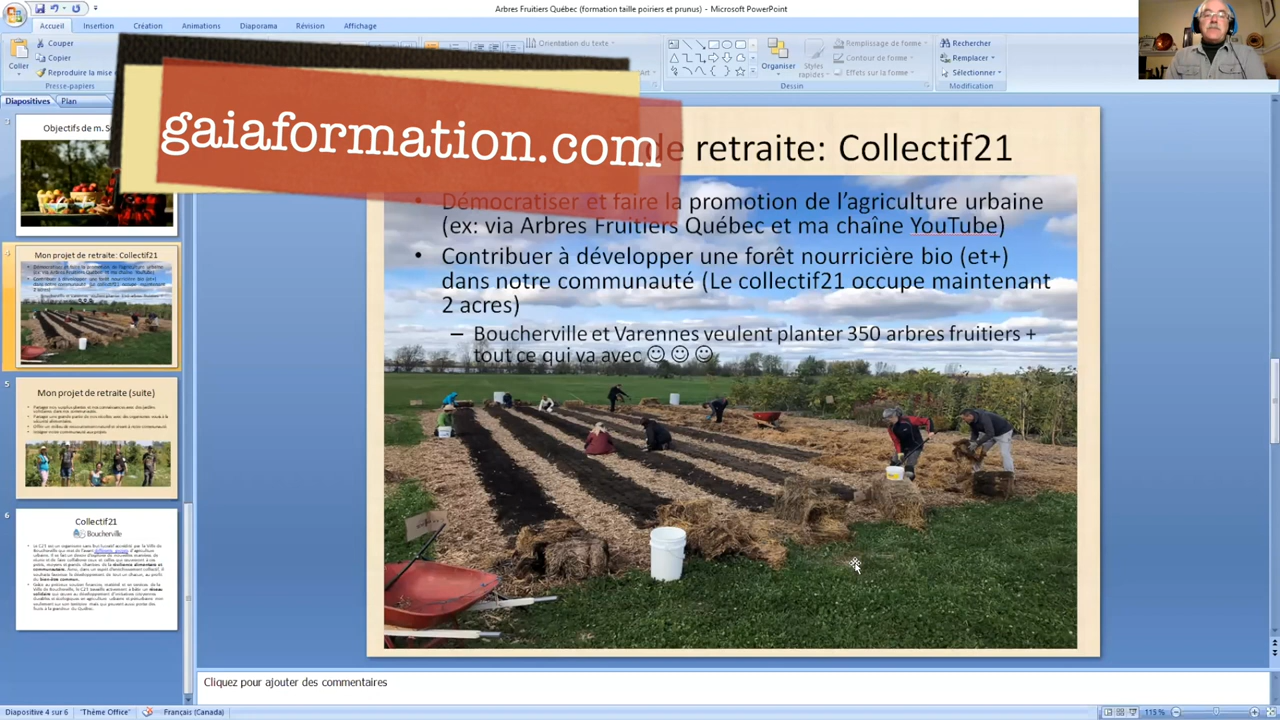 Arbres Fruitiers Québec (formation taille poiriers et prunus) - Microsoft PowerPoint
Accueil Insertion Création Animations Diaporama Révision Affichage
Coller
Couper
Copier
Reproduire la mise
Presse-papiers
Orientation du texte
Organiser
Styles rapides
Remplissage de forme
Contour de forme
Effets sur la forme
Dessin
Rechercher
Remplacer
Sélectionner
Modification
Diapositives Plan
gaiaformation.com
de retraite: Collectif21
• Démocratiser et faire la promotion de l’agriculture urbaine
(ex: via Arbres Fruitiers Québec et ma chaîne YouTube)
• Contribuer à développer une forêt nourricière bio (et+)
dans notre communauté (Le collectif21 occupe maintenant
2 acres)
– Boucherville et Varennes veulent planter 350 arbres fruitiers +
tout ce qui va avec ☺ ☺ ☺
Objectifs de m.
4
Mon projet de retraite: Collectif21
5
Mon projet de retraite (suite)
6
Collectif21
Boucherville
Cliquez pour ajouter des commentaires
Diapositive 4 sur 6 "Thème Office" Français (Canada) 115 %